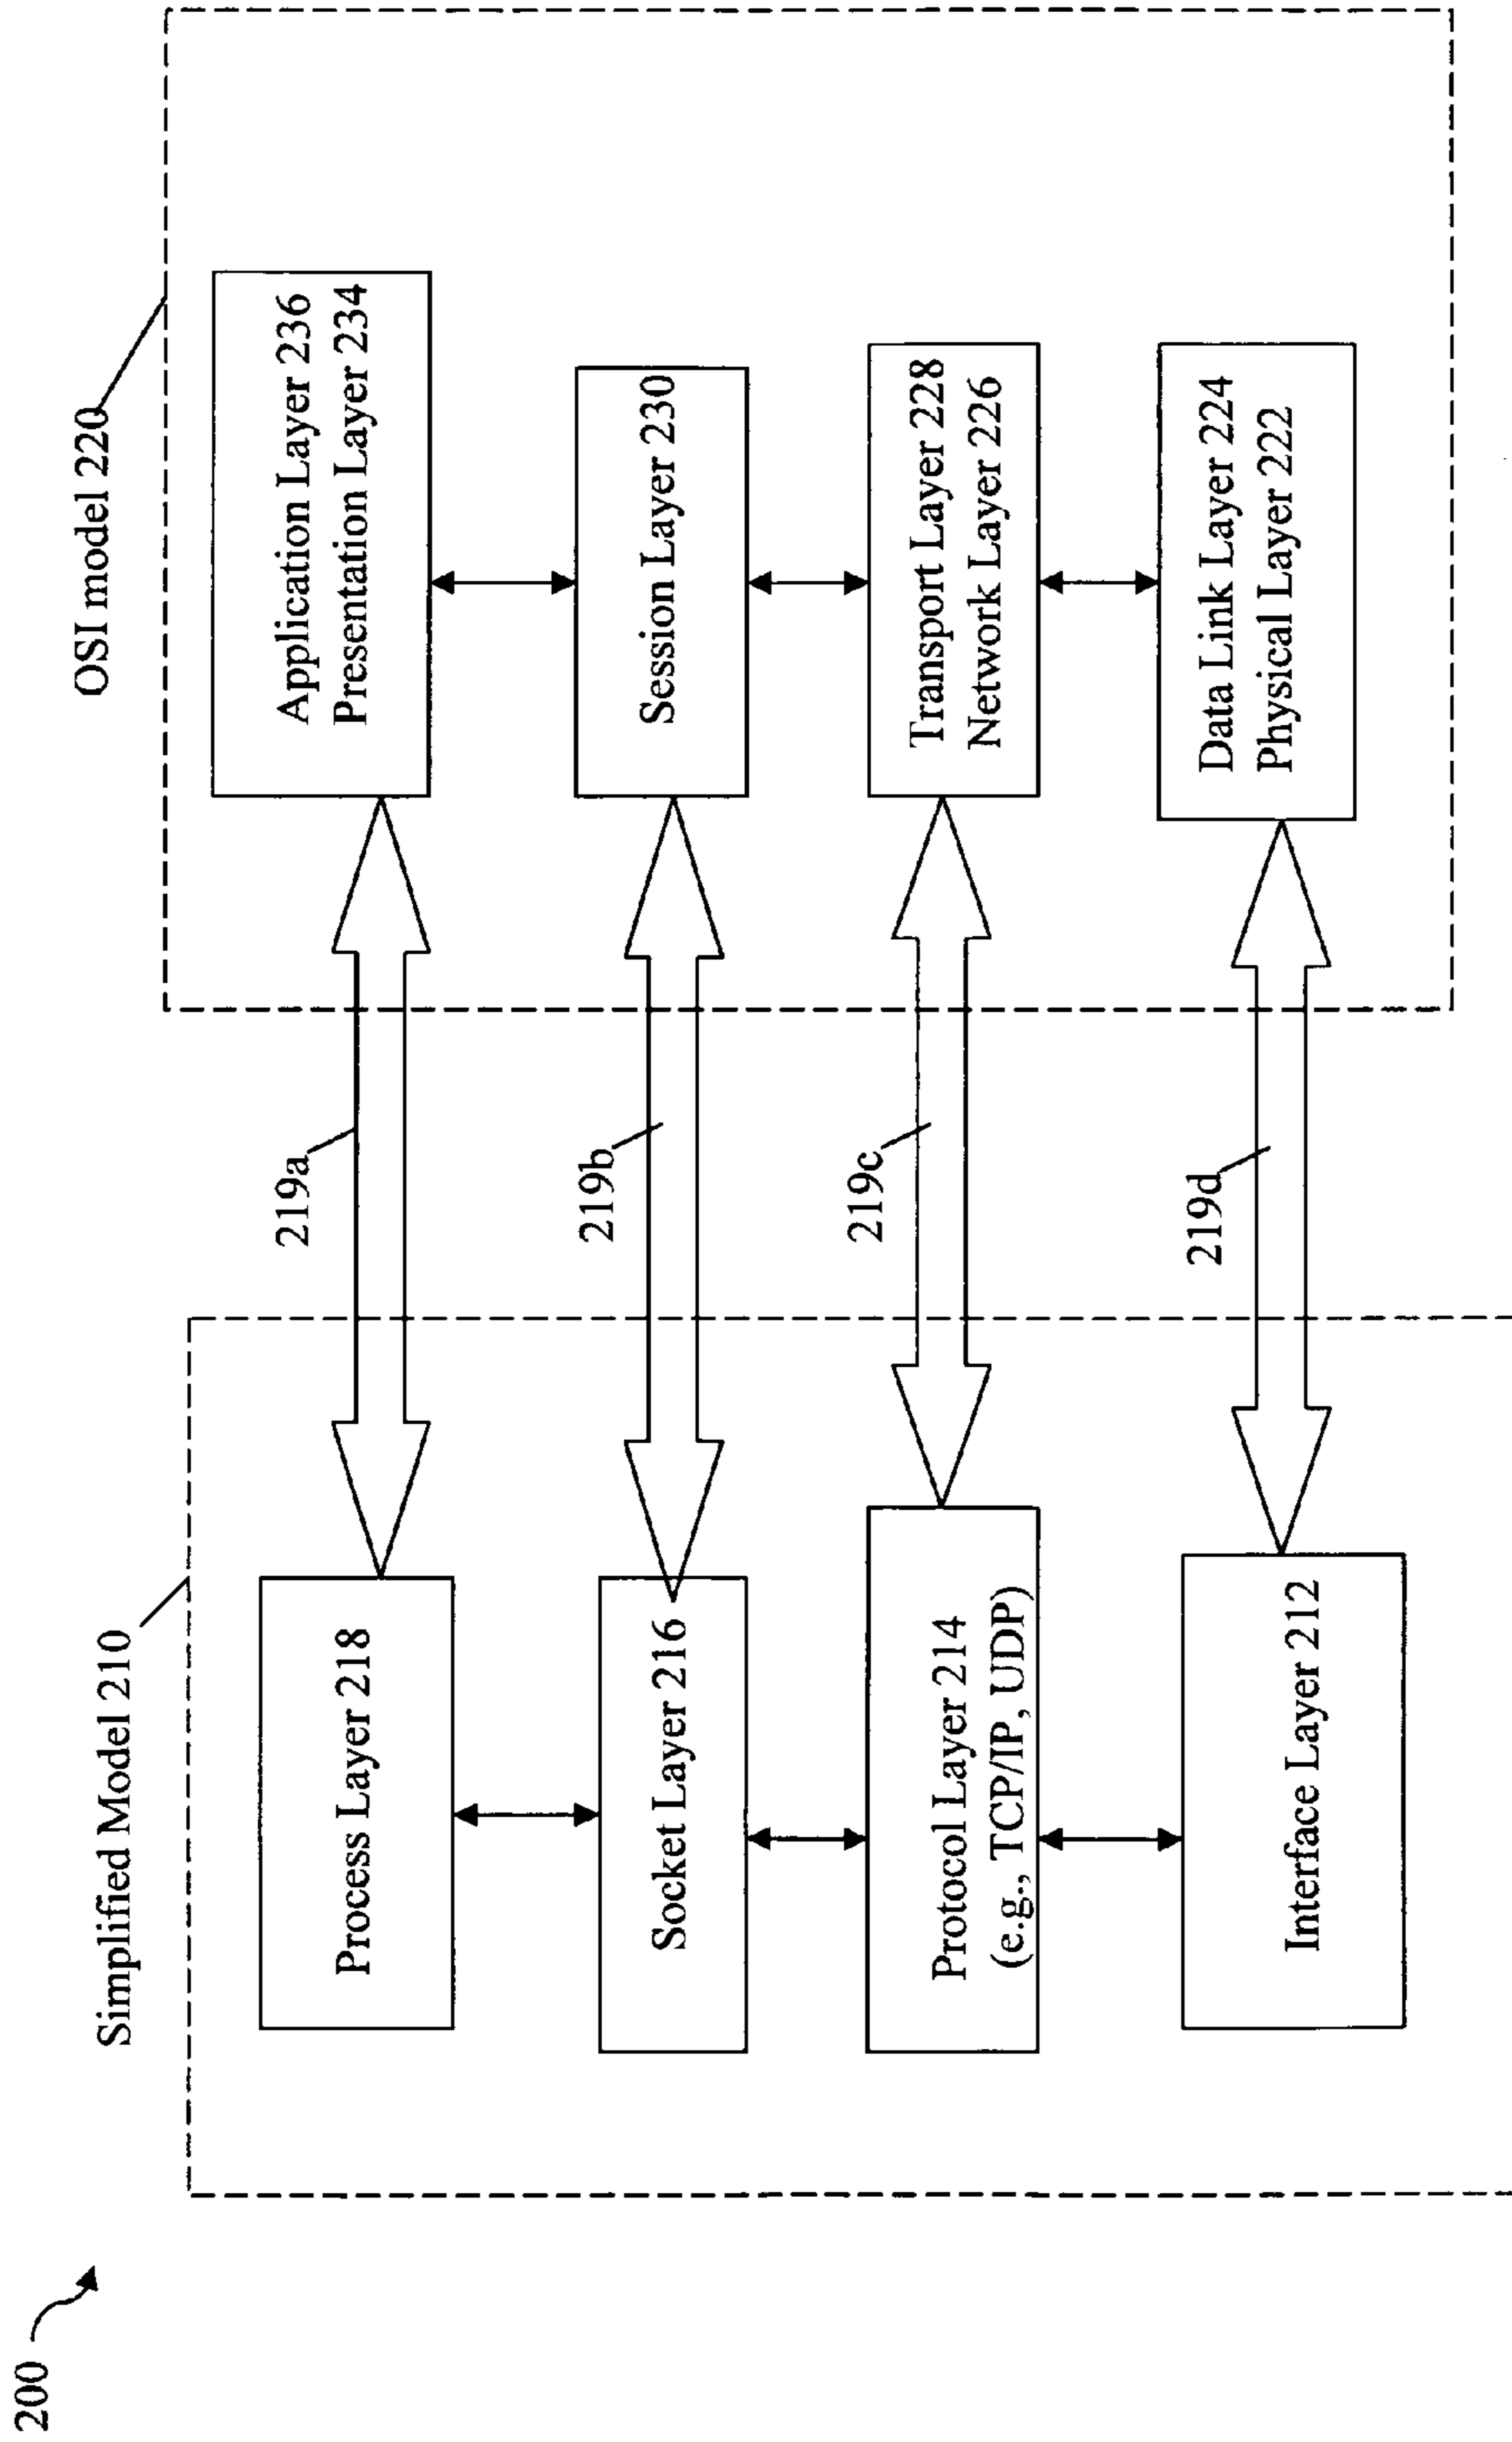 200
Simplified Model 210
Process Layer 218
Socket Layer 216
Protocol Layer 214
(e.g., TCP/IP, UDP)
Interface Layer 212
219a
219b
219c
219d
OSI model 220
Application Layer 236
Presentation Layer 234
Session Layer 230
Transport Layer 228
Network Layer 226
Data Link Layer 224
Physical Layer 222